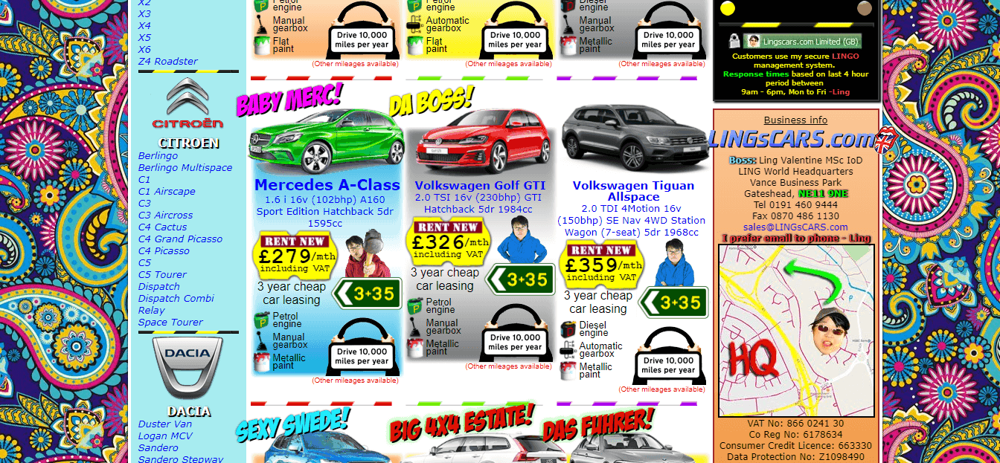 X2
X3
X4
X5
X6
Z4 Roadster
CITROËN
CITROEN
Berlingo
Berlingo Multispace
C1
C1 Airscape
C3
C3 Aircross
C4 Cactus
C4 Grand Picasso
C4 Picasso
C5
C5 Tourer
Dispatch
Dispatch Combi
Relay
Space Tourer
DACIA
DACIA
Duster Van
Logan MCV
Sandero
Sandero Stepway
Petrol
engine
Manual
gearbox
Flat
paint
Drive 10,000
miles per year
(Other mileages available)
Petrol
engine
Automatic
gearbox
Flat
paint
Drive 10,000
miles per year
(Other mileages available)
Diesel
engine
Manual
gearbox
Metallic
paint
Drive 10,000
miles per year
(Other mileages available)
BABY MERC!
Mercedes A-Class
1.6 i 16v (102bhp) A160
Sport Edition Hatchback 5dr
1595cc
RENT NEW
£279/mth
including VAT
3 year cheap
car leasing
3+35
Petrol
engine
Manual
gearbox
Metallic
paint
Drive 10,000
miles per year
(Other mileages available)
DA BOSS!
Volkswagen Golf GTI
2.0 TSI 16v (230bhp) GTI
Hatchback 5dr 1984cc
RENT NEW
£326/mth
including VAT
3 year cheap
car leasing
3+35
Petrol
engine
Manual
gearbox
Metallic
paint
Drive 10,000
miles per year
(Other mileages available)
Volkswagen Tiguan
Allspace
2.0 TDI 4Motion 16v
(150bhp) SE Nav 4WD Station
Wagon (7-seat) 5dr 1968cc
RENT NEW
£359/mth
including VAT
3 year cheap
car leasing
3+35
Diesel
engine
Automatic
gearbox
Metallic
paint
Drive 10,000
miles per year
(Other mileages available)
SEXY SWEDE!
BIG 4X4 ESTATE!
DAS FUHRER!
Lingscars.com Limited (GB)
Customers use my secure LINGO
management system.
Response times based on last 4 hour
period between
9am - 6pm, Mon to Fri -Ling
Business info
LINGsCARS.com
Boss: Ling Valentine MSc IoD
LING World Headquarters
Vance Business Park
Gateshead, NE11 9NE
Tel 0191 460 9444
Fax 0870 486 1130
sales@LINGsCARS.com
I prefer email to phone - Ling
HQ
VAT No: 866 0241 30
Co Reg No: 6178634
Consumer Credit Licence: 663330
Data Protection No: Z1098490